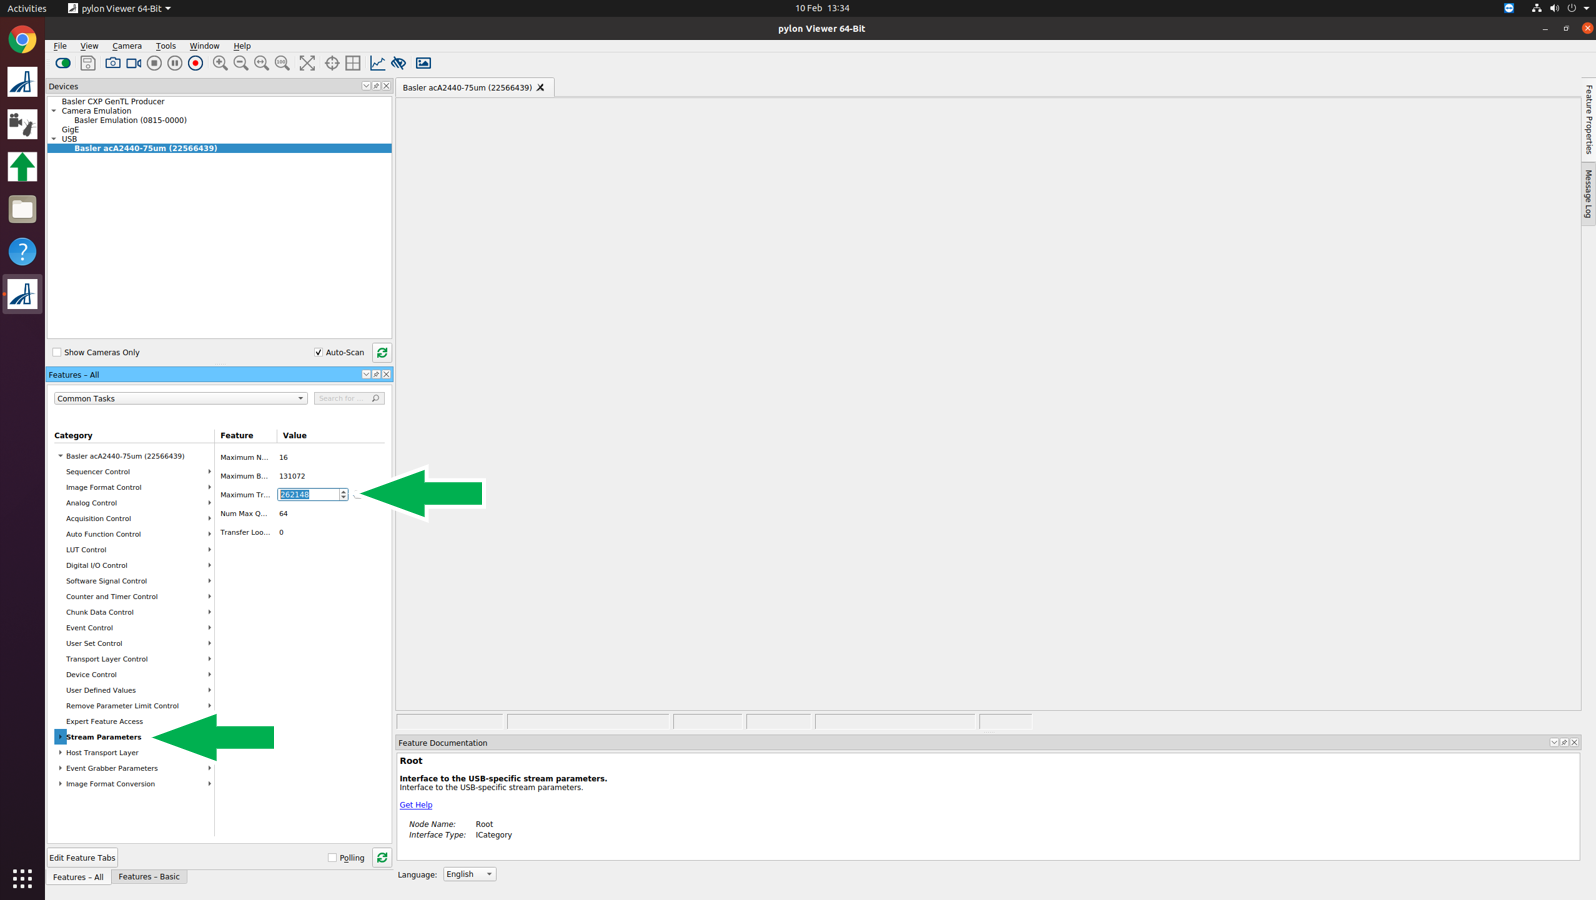 Activities
pylon Viewer 64-Bit
10 Feb 13:34
pylon Viewer 64-Bit
File View Camera Tools Window Help
Devices
Basler CXP GenTL Producer
Camera Emulation
Basler Emulation (0815-0000)
GigE
USB
Basler acA2440-75um (22566439)
Show Cameras Only
Auto-Scan
Features – All
Common Tasks
Search for ...
Category
Feature Value
Basler acA2440-75um (22566439)
Sequencer Control
Image Format Control
Analog Control
Acquisition Control
Auto Function Control
LUT Control
Digital I/O Control
Software Signal Control
Counter and Timer Control
Chunk Data Control
Event Control
User Set Control
Transport Layer Control
Device Control
User Defined Values
Remove Parameter Limit Control
Expert Feature Access
Stream Parameters
Host Transport Layer
Event Grabber Parameters
Image Format Conversion
Maximum N... 16
Maximum B... 131072
Maximum Tr... 262148
Num Max Q... 64
Transfer Loo... 0
Edit Feature Tabs
Polling
Features – All
Features – Basic
Basler acA2440-75um (22566439)
Feature Documentation
Root
Interface to the USB-specific stream parameters.
Interface to the USB-specific stream parameters.
Get Help
Node Name: Root
Interface Type: ICategory
Language: English
Feature Properties
Message Log